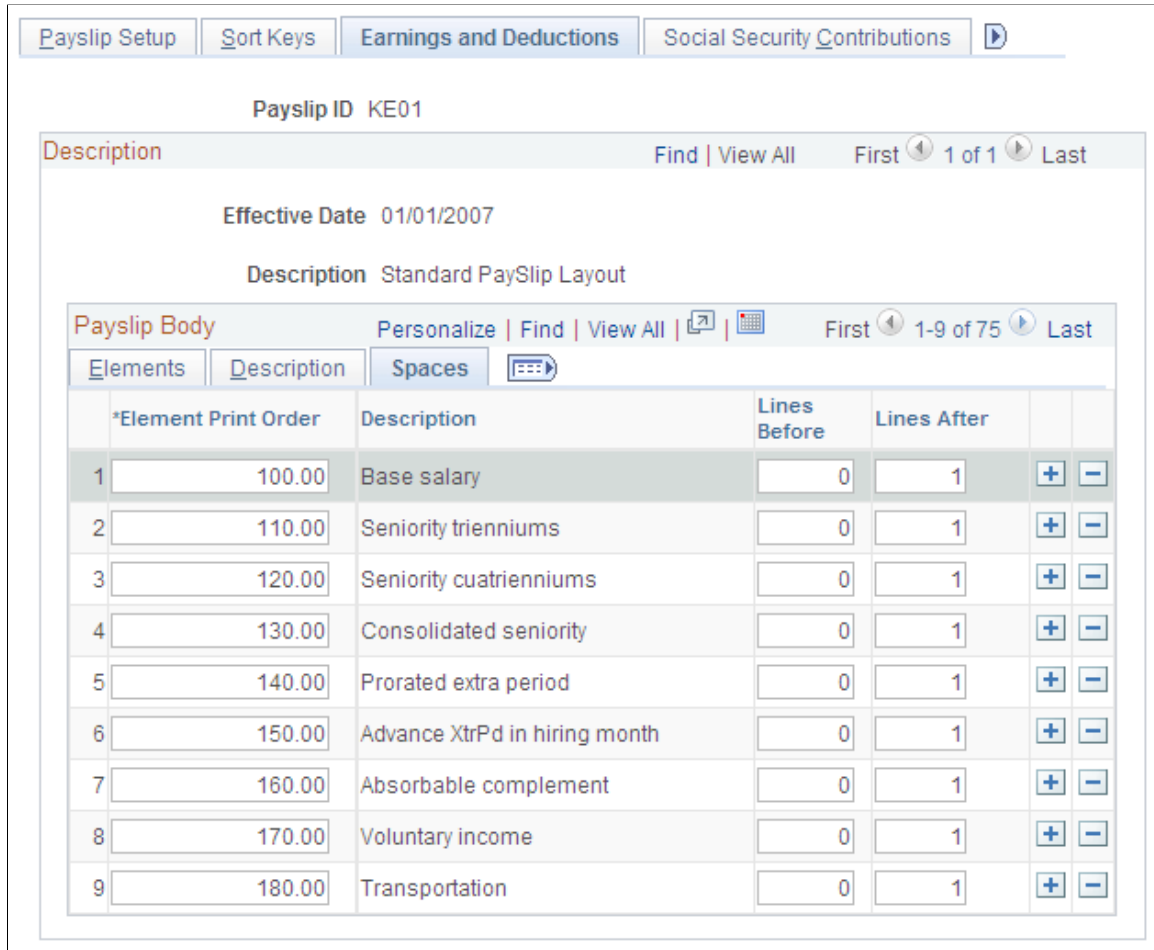 Payslip Setup Sort Keys Earnings and Deductions Social Security Contributions
Payslip ID KE01
Description Find | View All First 1 of 1 Last
Effective Date 01/01/2007
Description Standard PaySlip Layout
Payslip Body Personalize | Find | View All | | First 1-9 of 75 Last
Elements Description Spaces
*Element Print Order Description Lines Before Lines After
1 100.00 Base salary 0 1
2 110.00 Seniority trienniums 0 1
3 120.00 Seniority cuatrienniums 0 1
4 130.00 Consolidated seniority 0 1
5 140.00 Prorated extra period 0 1
6 150.00 Advance XtrPd in hiring month 0 1
7 160.00 Absorbable complement 0 1
8 170.00 Voluntary income 0 1
9 180.00 Transportation 0 1